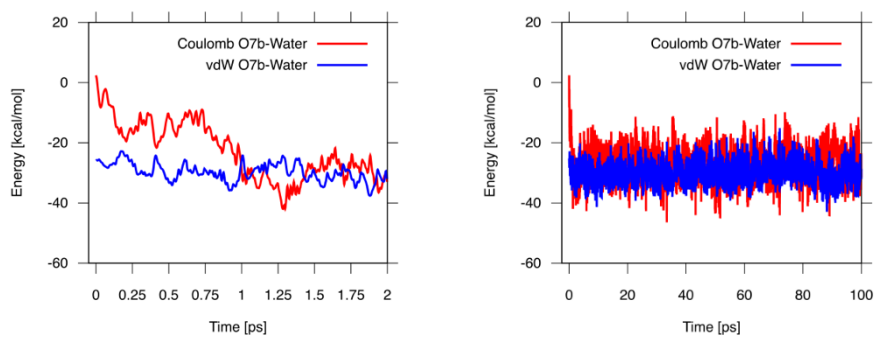 20
0
-20
-40
-60
Energy [kcal/mol]
Coulomb O7b-Water
vdW O7b-Water
0 0.25 0.5 0.75 1 1.25 1.5 1.75 2
Time [ps]
20
0
-20
-40
-60
Energy [kcal/mol]
Coulomb O7b-Water
vdW O7b-Water
0 20 40 60 80 100
Time [ps]